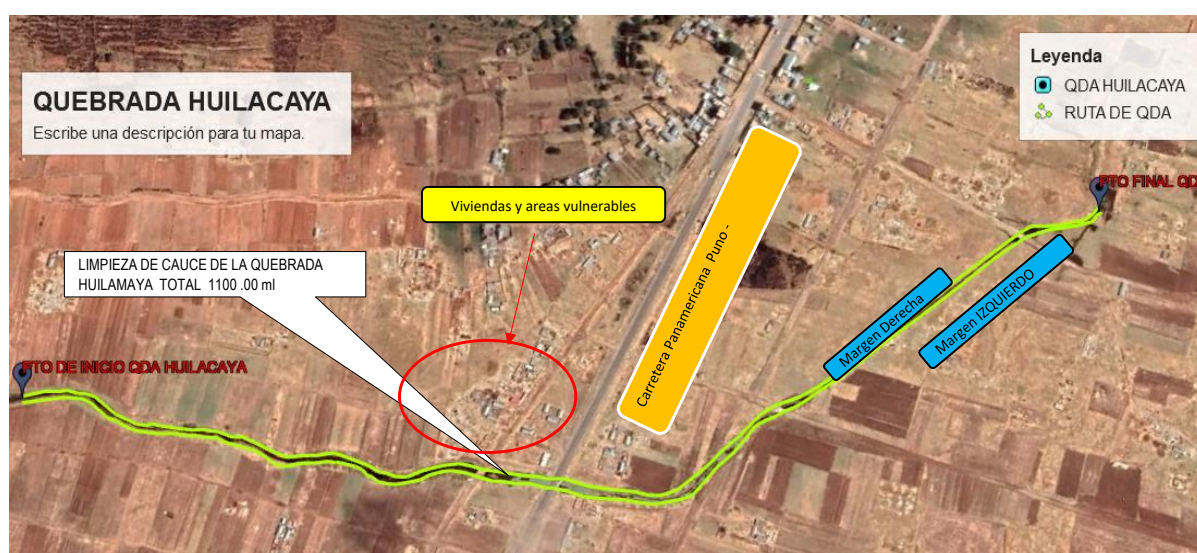 QUEBRADA HUILACAYA
Escribe una descripción para tu mapa.
Leyenda
QDA HUILACAYA
RUTA DE QDA
PTO FINAL QD
Viviendas y areas vulnerables
LIMPIEZA DE CAUCE DE LA QUEBRADA
HUILAMAYA TOTAL 1100 .00 ml
Carretera Panamericana Puno -
Margen Derecha
Margen IZQUIERDO
PTO DE INICIO QDA HUILACAYA